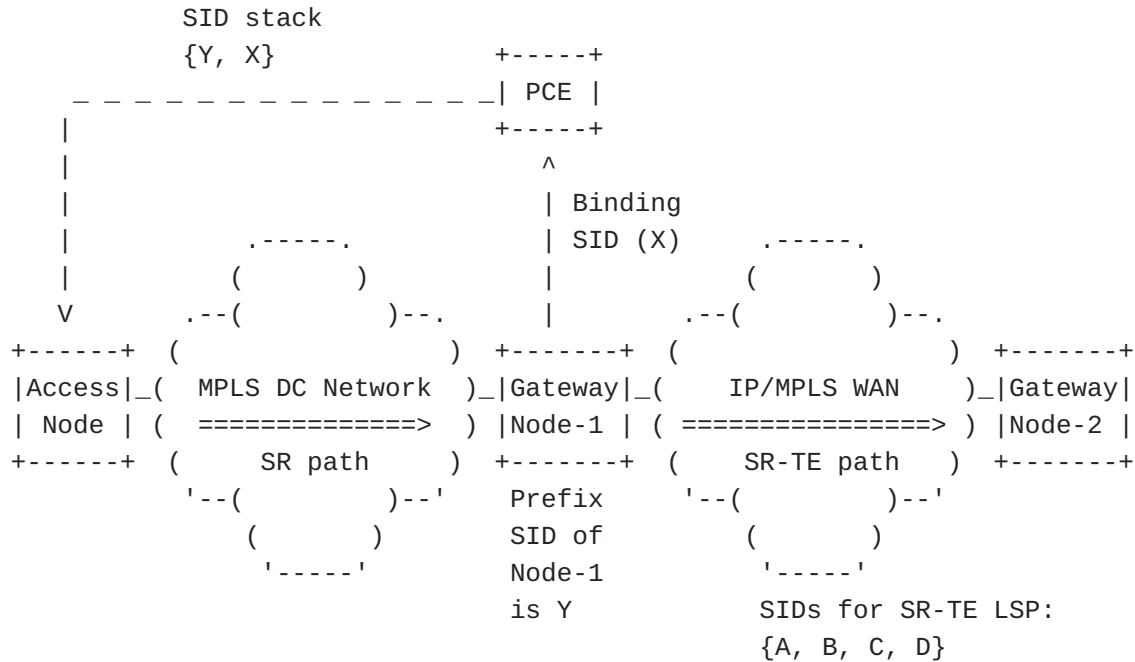 SID stack
{Y, X}
PCE
Binding
SID (X)
Access Node
MPLS DC Network
SR path
Gateway Node-1
IP/MPLS WAN
SR-TE path
Gateway Node-2
Prefix
SID of
Node-1
is Y
SIDs for SR-TE LSP:
{A, B, C, D}